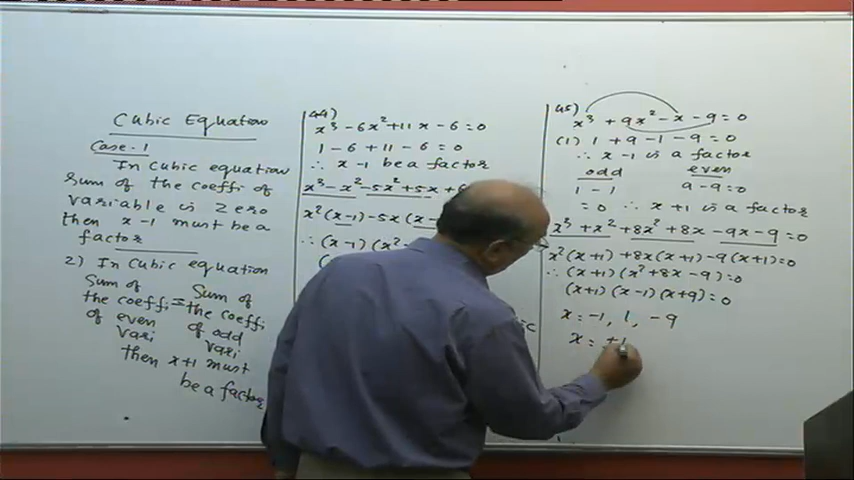 Cubic Equation
Case-1
In Cubic equation
Sum of the coeffi of
variable is Zero
then x-1 must be a
factor
2) In Cubic equation
Sum of
the coeffi
of even
vari
=
Sum of
the coeffi
of odd
vari
then x+1 must
be a factor
44)
x³-6x²+11x-6=0
1-6+11-6=0
∴ x-1 be a factor
x³-x²-5x²+5x+6
x²(x-1)-5x(x-
∴(x-1)(x²-
45)
x³+9x²-x-9=0
(1) 1+9-1-9=0
∴ x-1 is a factor
odd even
1-1 9-9=0
=0 ∴ x+1 is a factor
x³+x²+8x²+8x-9x-9=0
x²(x+1)+8x(x+1)-9(x+1)=0
∴(x+1)(x²+8x-9)=0
(x+1)(x-1)(x+9)=0
x=-1, 1, -9
x=±1